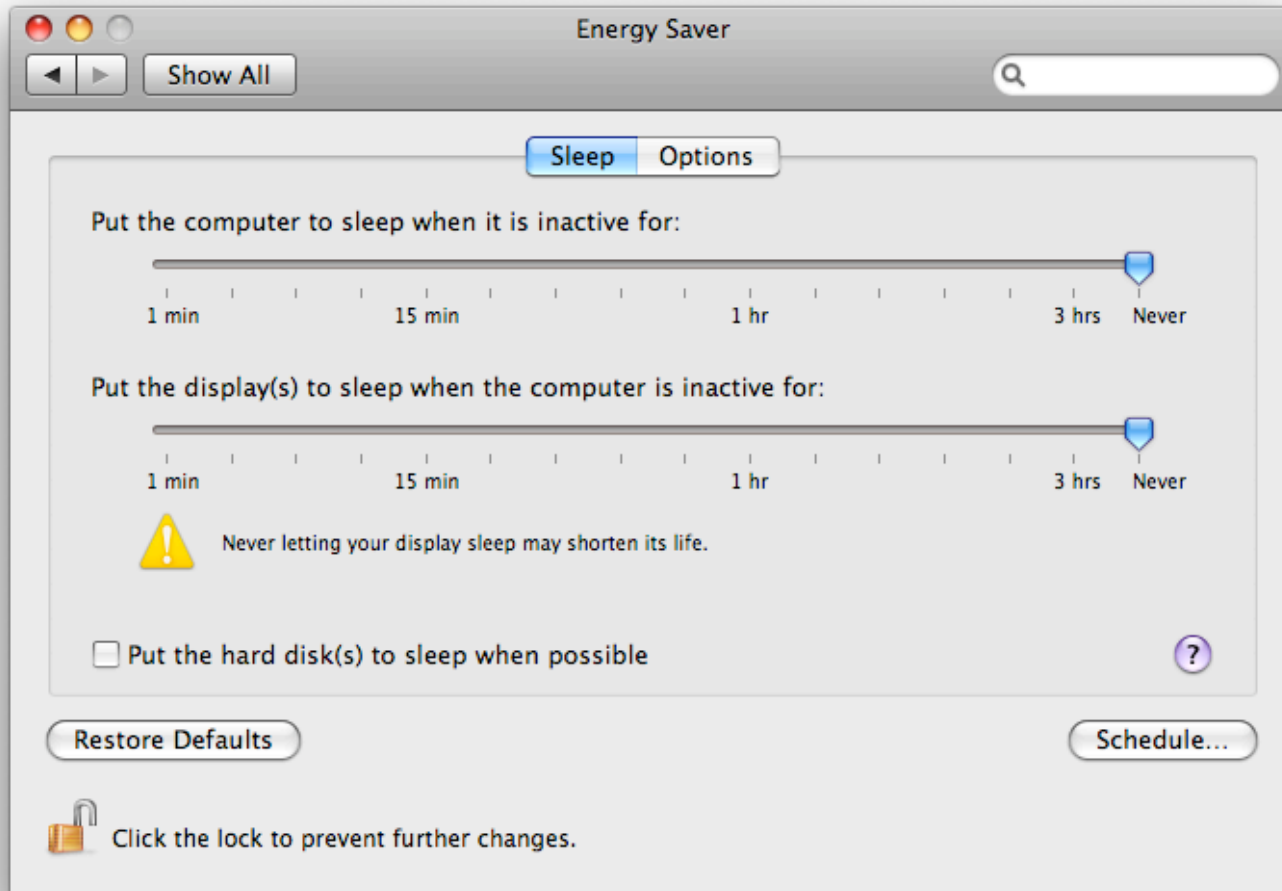 Energy Saver
Show All
Sleep Options
Put the computer to sleep when it is inactive for:
1 min 15 min 1 hr 3 hrs Never
Put the display(s) to sleep when the computer is inactive for:
1 min 15 min 1 hr 3 hrs Never
Never letting your display sleep may shorten its life.
Put the hard disk(s) to sleep when possible ?
Restore Defaults Schedule...
Click the lock to prevent further changes.